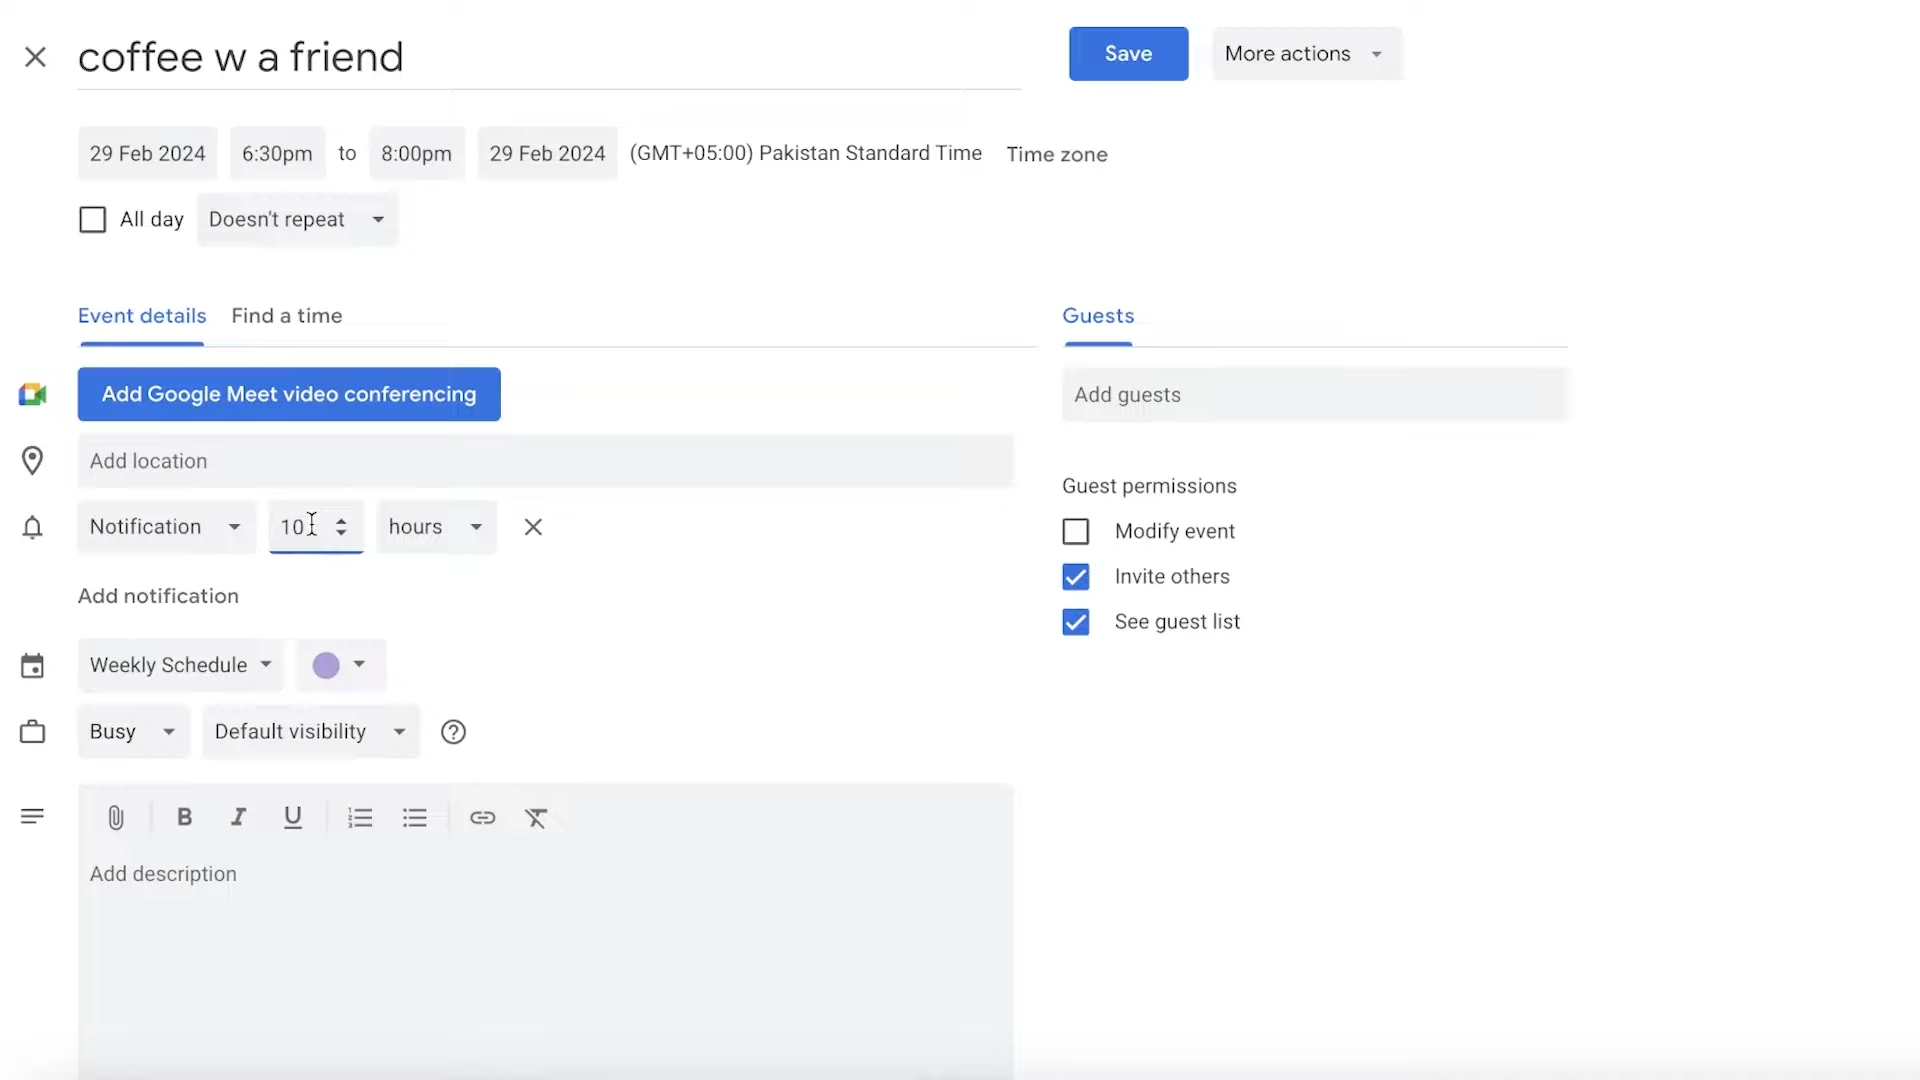 coffee w a friend
Save
More actions
29 Feb 2024 6:30pm to 8:00pm 29 Feb 2024 (GMT+05:00) Pakistan Standard Time Time zone
All day Doesn't repeat
Event details Find a time
Guests
Add Google Meet video conferencing
Add guests
Add location
Guest permissions
Notification 10 hours
Modify event
Invite others
Add notification
See guest list
Weekly Schedule
Busy Default visibility
B I U
Add description